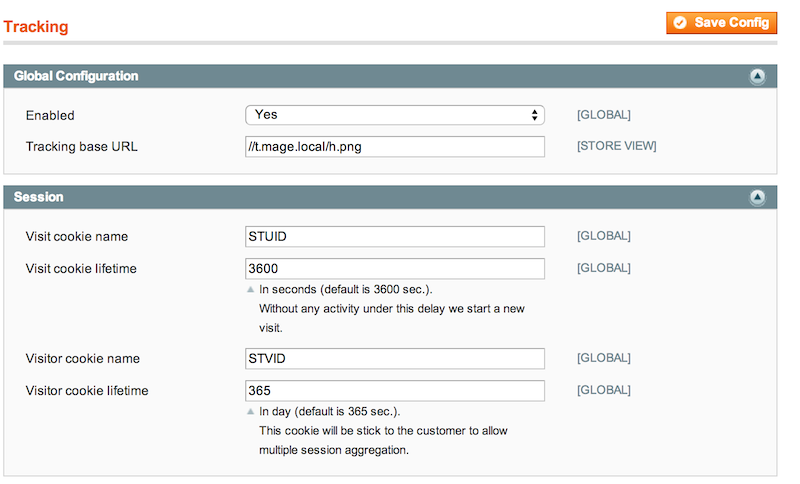 Tracking
Save Config
Global Configuration
Enabled Yes [GLOBAL]
Tracking base URL //t.mage.local/h.png [STORE VIEW]
Session
Visit cookie name STUID [GLOBAL]
Visit cookie lifetime 3600 [GLOBAL]
In seconds (default is 3600 sec.).
Without any activity under this delay we start a new
visit.
Visitor cookie name STVID [GLOBAL]
Visitor cookie lifetime 365 [GLOBAL]
In day (default is 365 sec.).
This cookie will be stick to the customer to allow
multiple session aggregation.